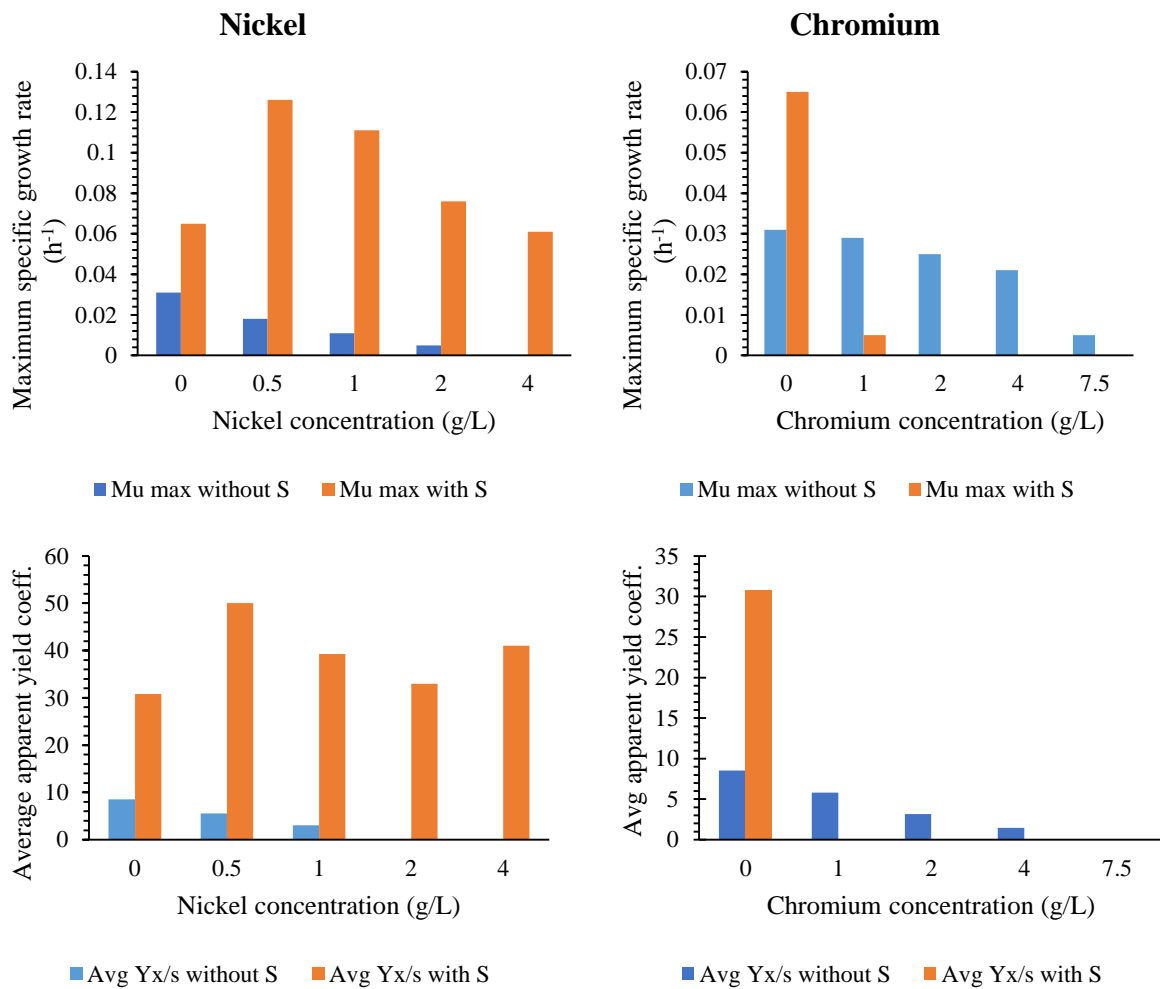 Nickel
Chromium
Maximum specific growth rate
(h-1)
0.14
0.12
0.1
0.08
0.06
0.04
0.02
0
0 0.5 1 2 4
Nickel concentration (g/L)
Mu max without S Mu max with S
Maximum specific growth rate
(h-1)
0.07
0.06
0.05
0.04
0.03
0.02
0.01
0
0 1 2 4 7.5
Chromium concentration (g/L)
Mu max without S Mu max with S
Average apparent yield coeff.
60
50
40
30
20
10
0
0 0.5 1 2 4
Nickel concentration (g/L)
Avg Yx/s without S Avg Yx/s with S
Avg apparent yield coeff.
35
30
25
20
15
10
5
0
0 1 2 4 7.5
Chromium concentration (g/L)
Avg Yx/s without S Avg Yx/s with S